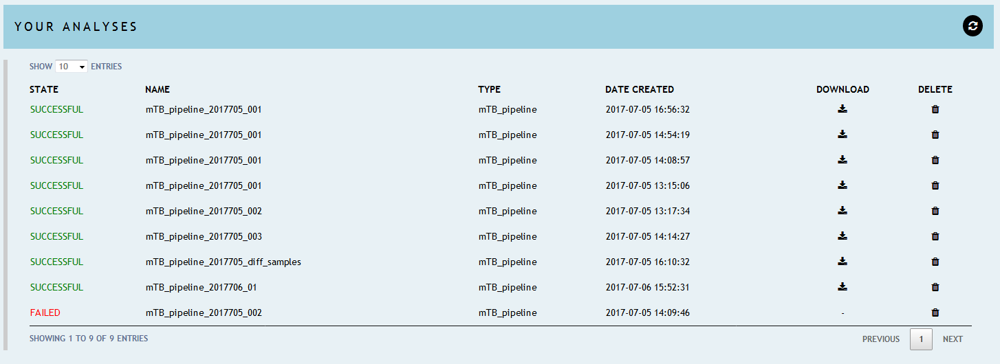 YOUR ANALYSES
SHOW 10 ENTRIES
STATE NAME TYPE DATE CREATED DOWNLOAD DELETE
SUCCESSFUL mTB_pipeline_2017705_001 mTB_pipeline 2017-07-05 16:56:32
SUCCESSFUL mTB_pipeline_2017705_001 mTB_pipeline 2017-07-05 14:54:19
SUCCESSFUL mTB_pipeline_2017705_001 mTB_pipeline 2017-07-05 14:08:57
SUCCESSFUL mTB_pipeline_2017705_001 mTB_pipeline 2017-07-05 13:15:06
SUCCESSFUL mTB_pipeline_2017705_002 mTB_pipeline 2017-07-05 13:17:34
SUCCESSFUL mTB_pipeline_2017705_003 mTB_pipeline 2017-07-05 14:14:27
SUCCESSFUL mTB_pipeline_2017705_diff_samples mTB_pipeline 2017-07-05 16:10:32
SUCCESSFUL mTB_pipeline_2017706_01 mTB_pipeline 2017-07-06 15:52:31
FAILED mTB_pipeline_2017705_002 mTB_pipeline 2017-07-05 14:09:46 -
SHOWING 1 TO 9 OF 9 ENTRIES PREVIOUS 1 NEXT